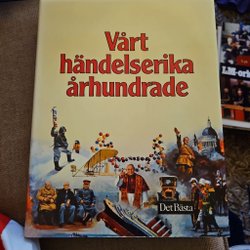 Vårt
händelserika
århundrade
Det Bästa